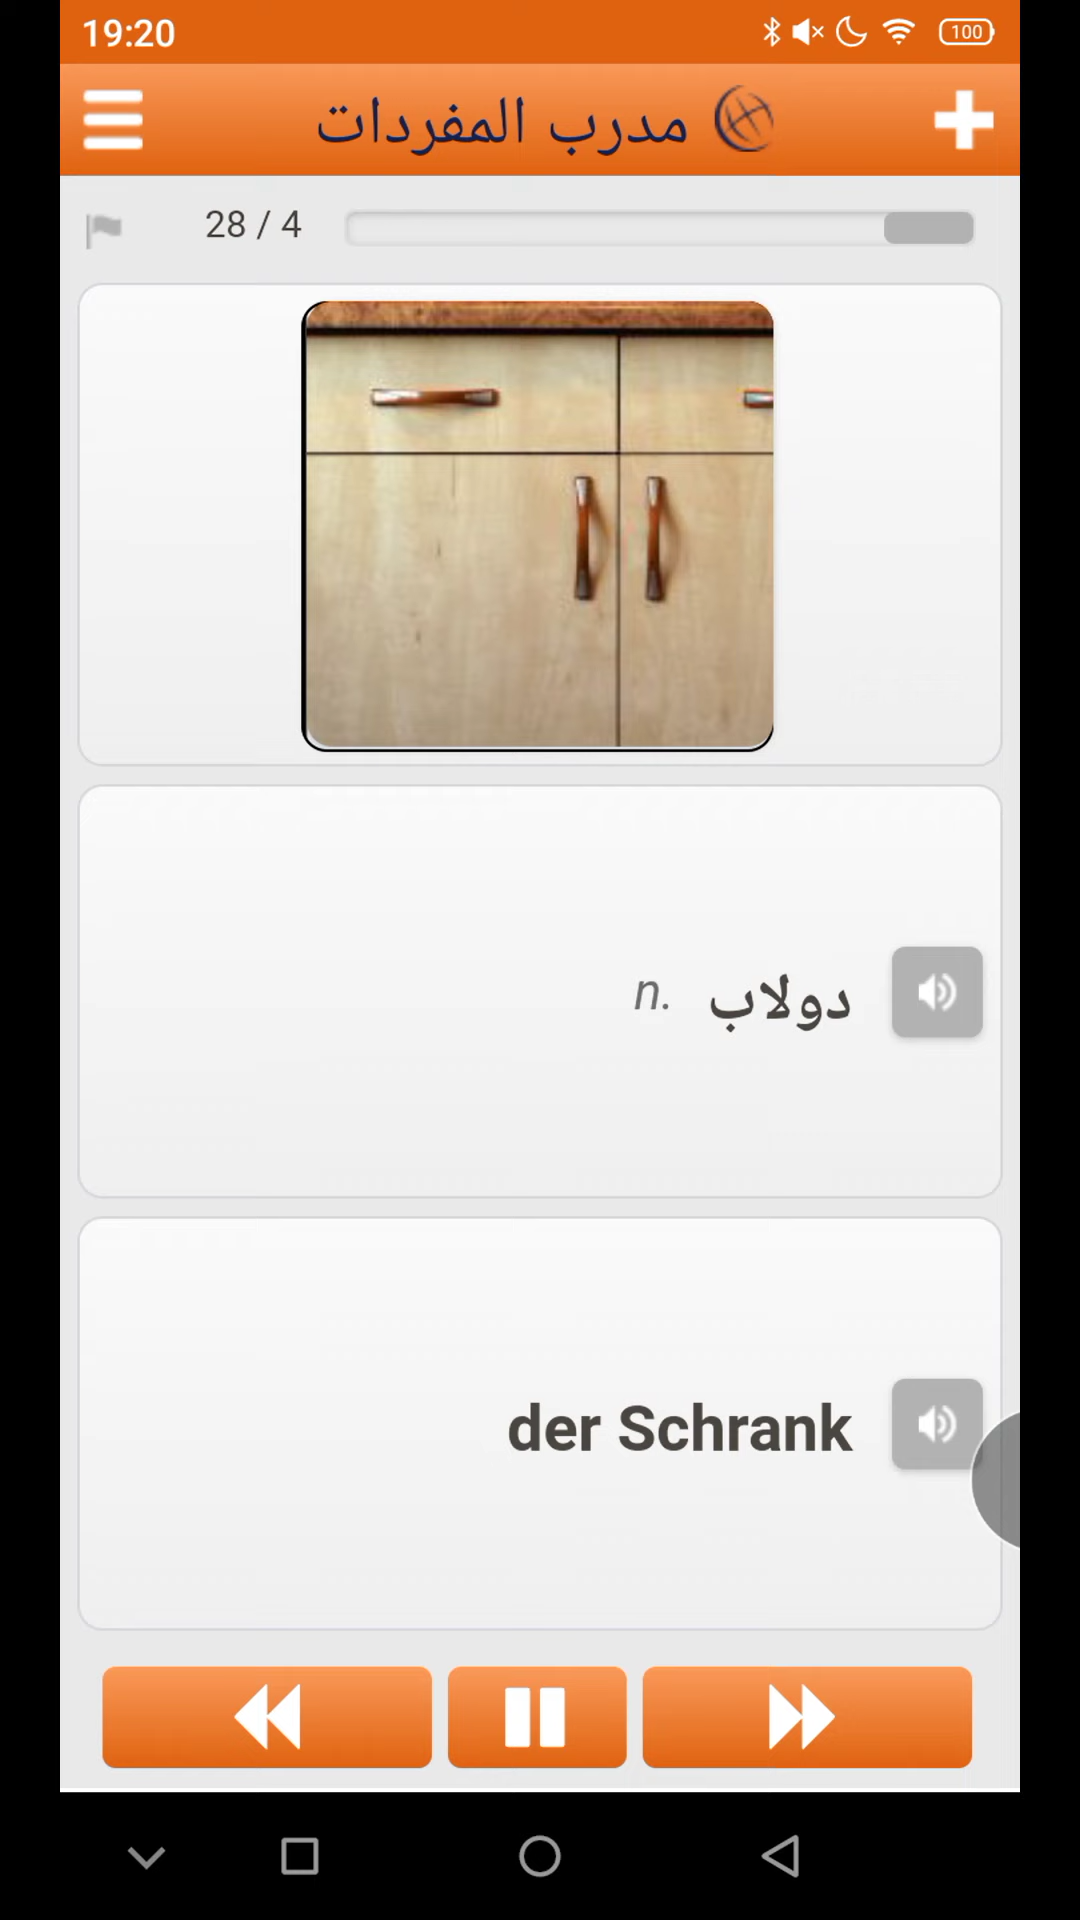 19:20
100
مدرب المفردات
28 / 4
دولاب n.
der Schrank